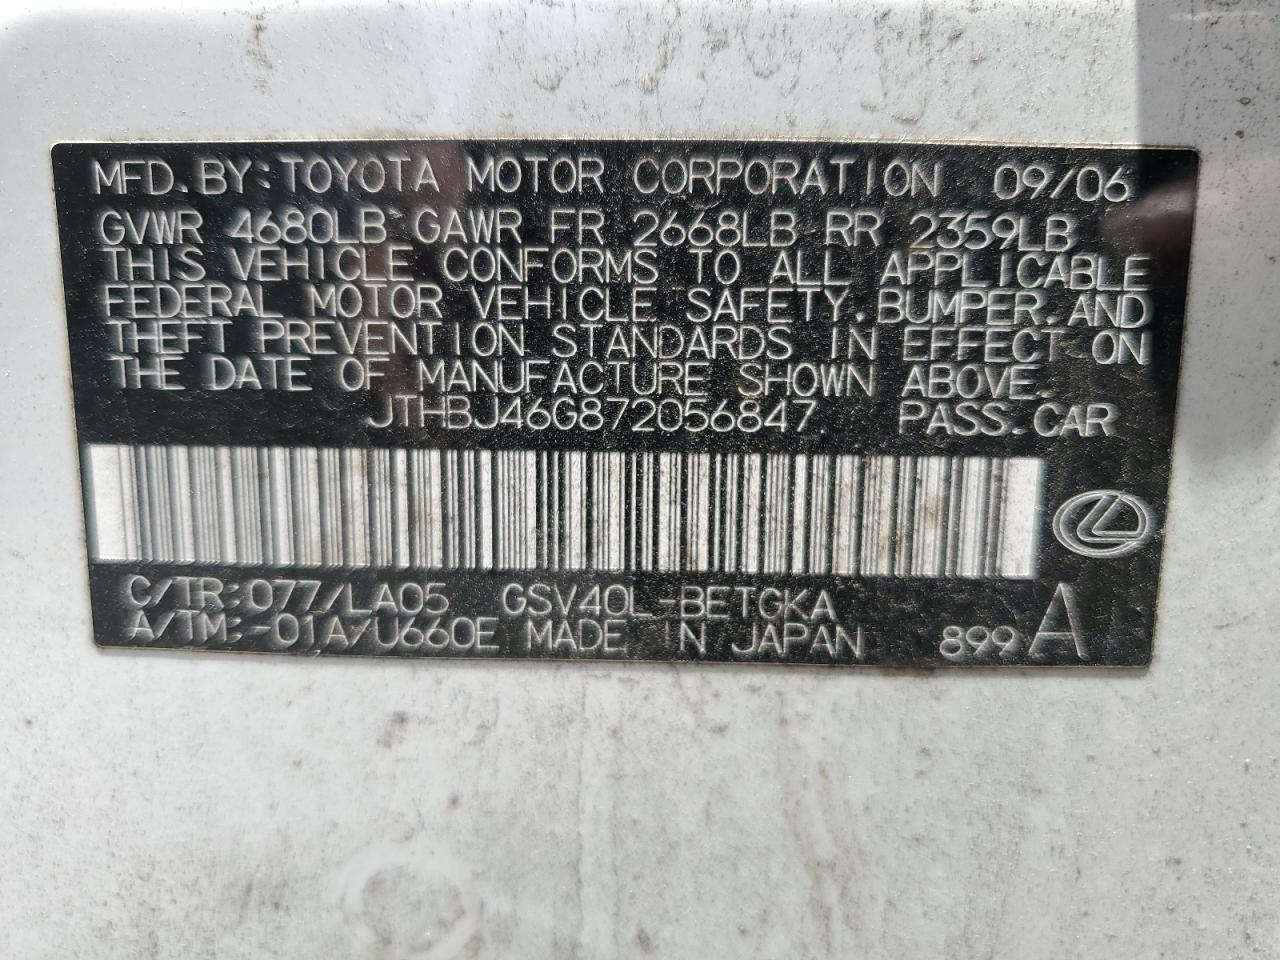 MFD. BY: TOYOTA MOTOR CORPORATION 09/06
GVWR 4680LB GAWR FR 2668LB RR 2359LB
THIS VEHICLE CONFORMS TO ALL APPLICABLE
FEDERAL MOTOR VEHICLE SAFETY, BUMPER, AND
THEFT PREVENTION STANDARDS IN EFFECT ON
THE DATE OF MANUFACTURE SHOWN ABOVE.
JTHBJ46G872056847 PASS. CAR
C/TR: 077/LA05 GSV40L-BETGKA
A/TM: -01A/U660E MADE IN JAPAN 899 A